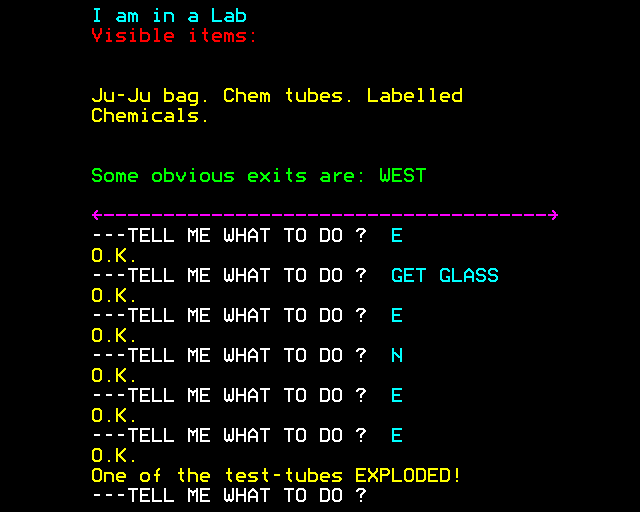 I am in a Lab
Visible items:
Ju-Ju bag. Chem tubes. Labelled
Chemicals.
Some obvious exits are: WEST
<-------------------------------------->
---TELL ME WHAT TO DO ? E
O.K.
---TELL ME WHAT TO DO ? GET GLASS
O.K.
---TELL ME WHAT TO DO ? E
O.K.
---TELL ME WHAT TO DO ? N
O.K.
---TELL ME WHAT TO DO ? E
O.K.
---TELL ME WHAT TO DO ? E
O.K.
One of the test-tubes EXPLODED!
---TELL ME WHAT TO DO ?